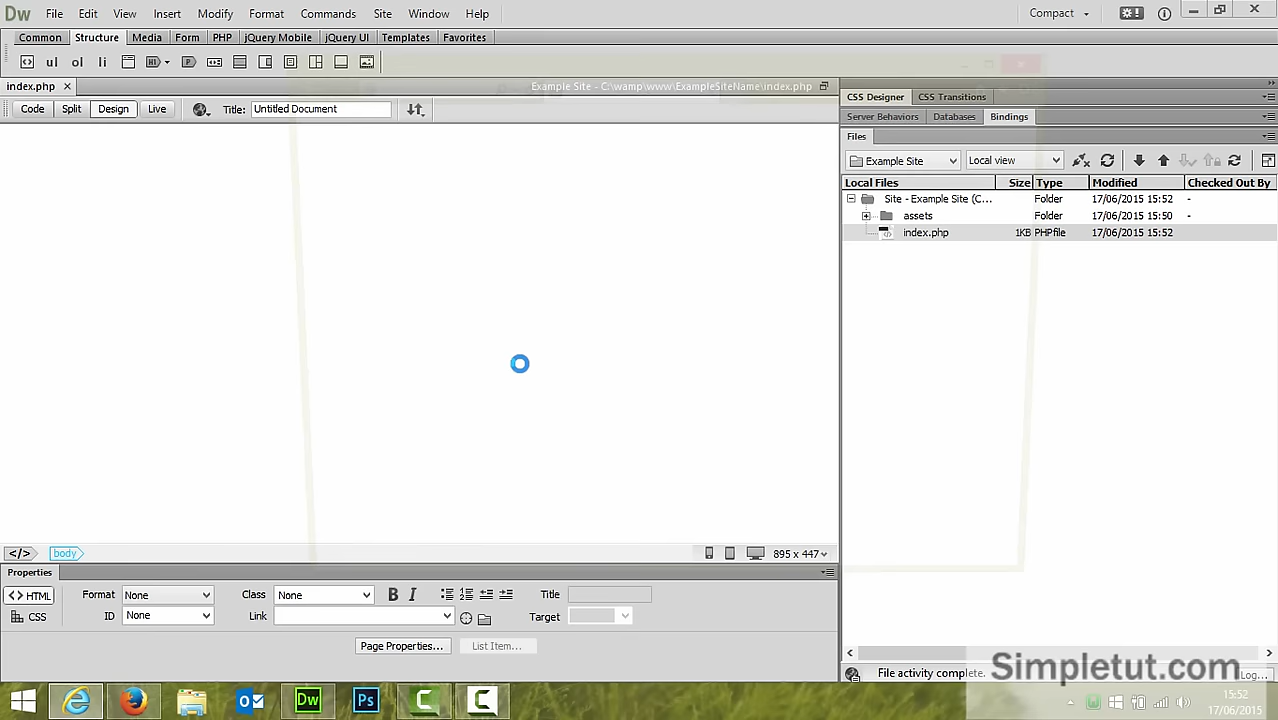 Dw File Edit View Insert Modify Format Commands Site Window Help Compact
Common Structure Media Form PHP jQuery Mobile jQuery UI Templates Favorites
ul ol li
index.php Example Site - C:\wamp\www\ExampleSiteName\index.php
Code Split Design Live Title: Untitled Document
</> body 895 x 447
Properties
<> HTML Format None Class None B I Title
CSS ID None Link Target
Page Properties... List Item...
CSS Designer CSS Transitions
Server Behaviors Databases Bindings
Files
Example Site Local view
Local Files Size Type Modified Checked Out By
Site - Example Site (C... Folder 17/06/2015 15:52 -
assets Folder 17/06/2015 15:50 -
index.php 1KB PHPfile 17/06/2015 15:52
File activity complete. Log...
Simpletut.com
Dw Ps
15:52
17/06/2015